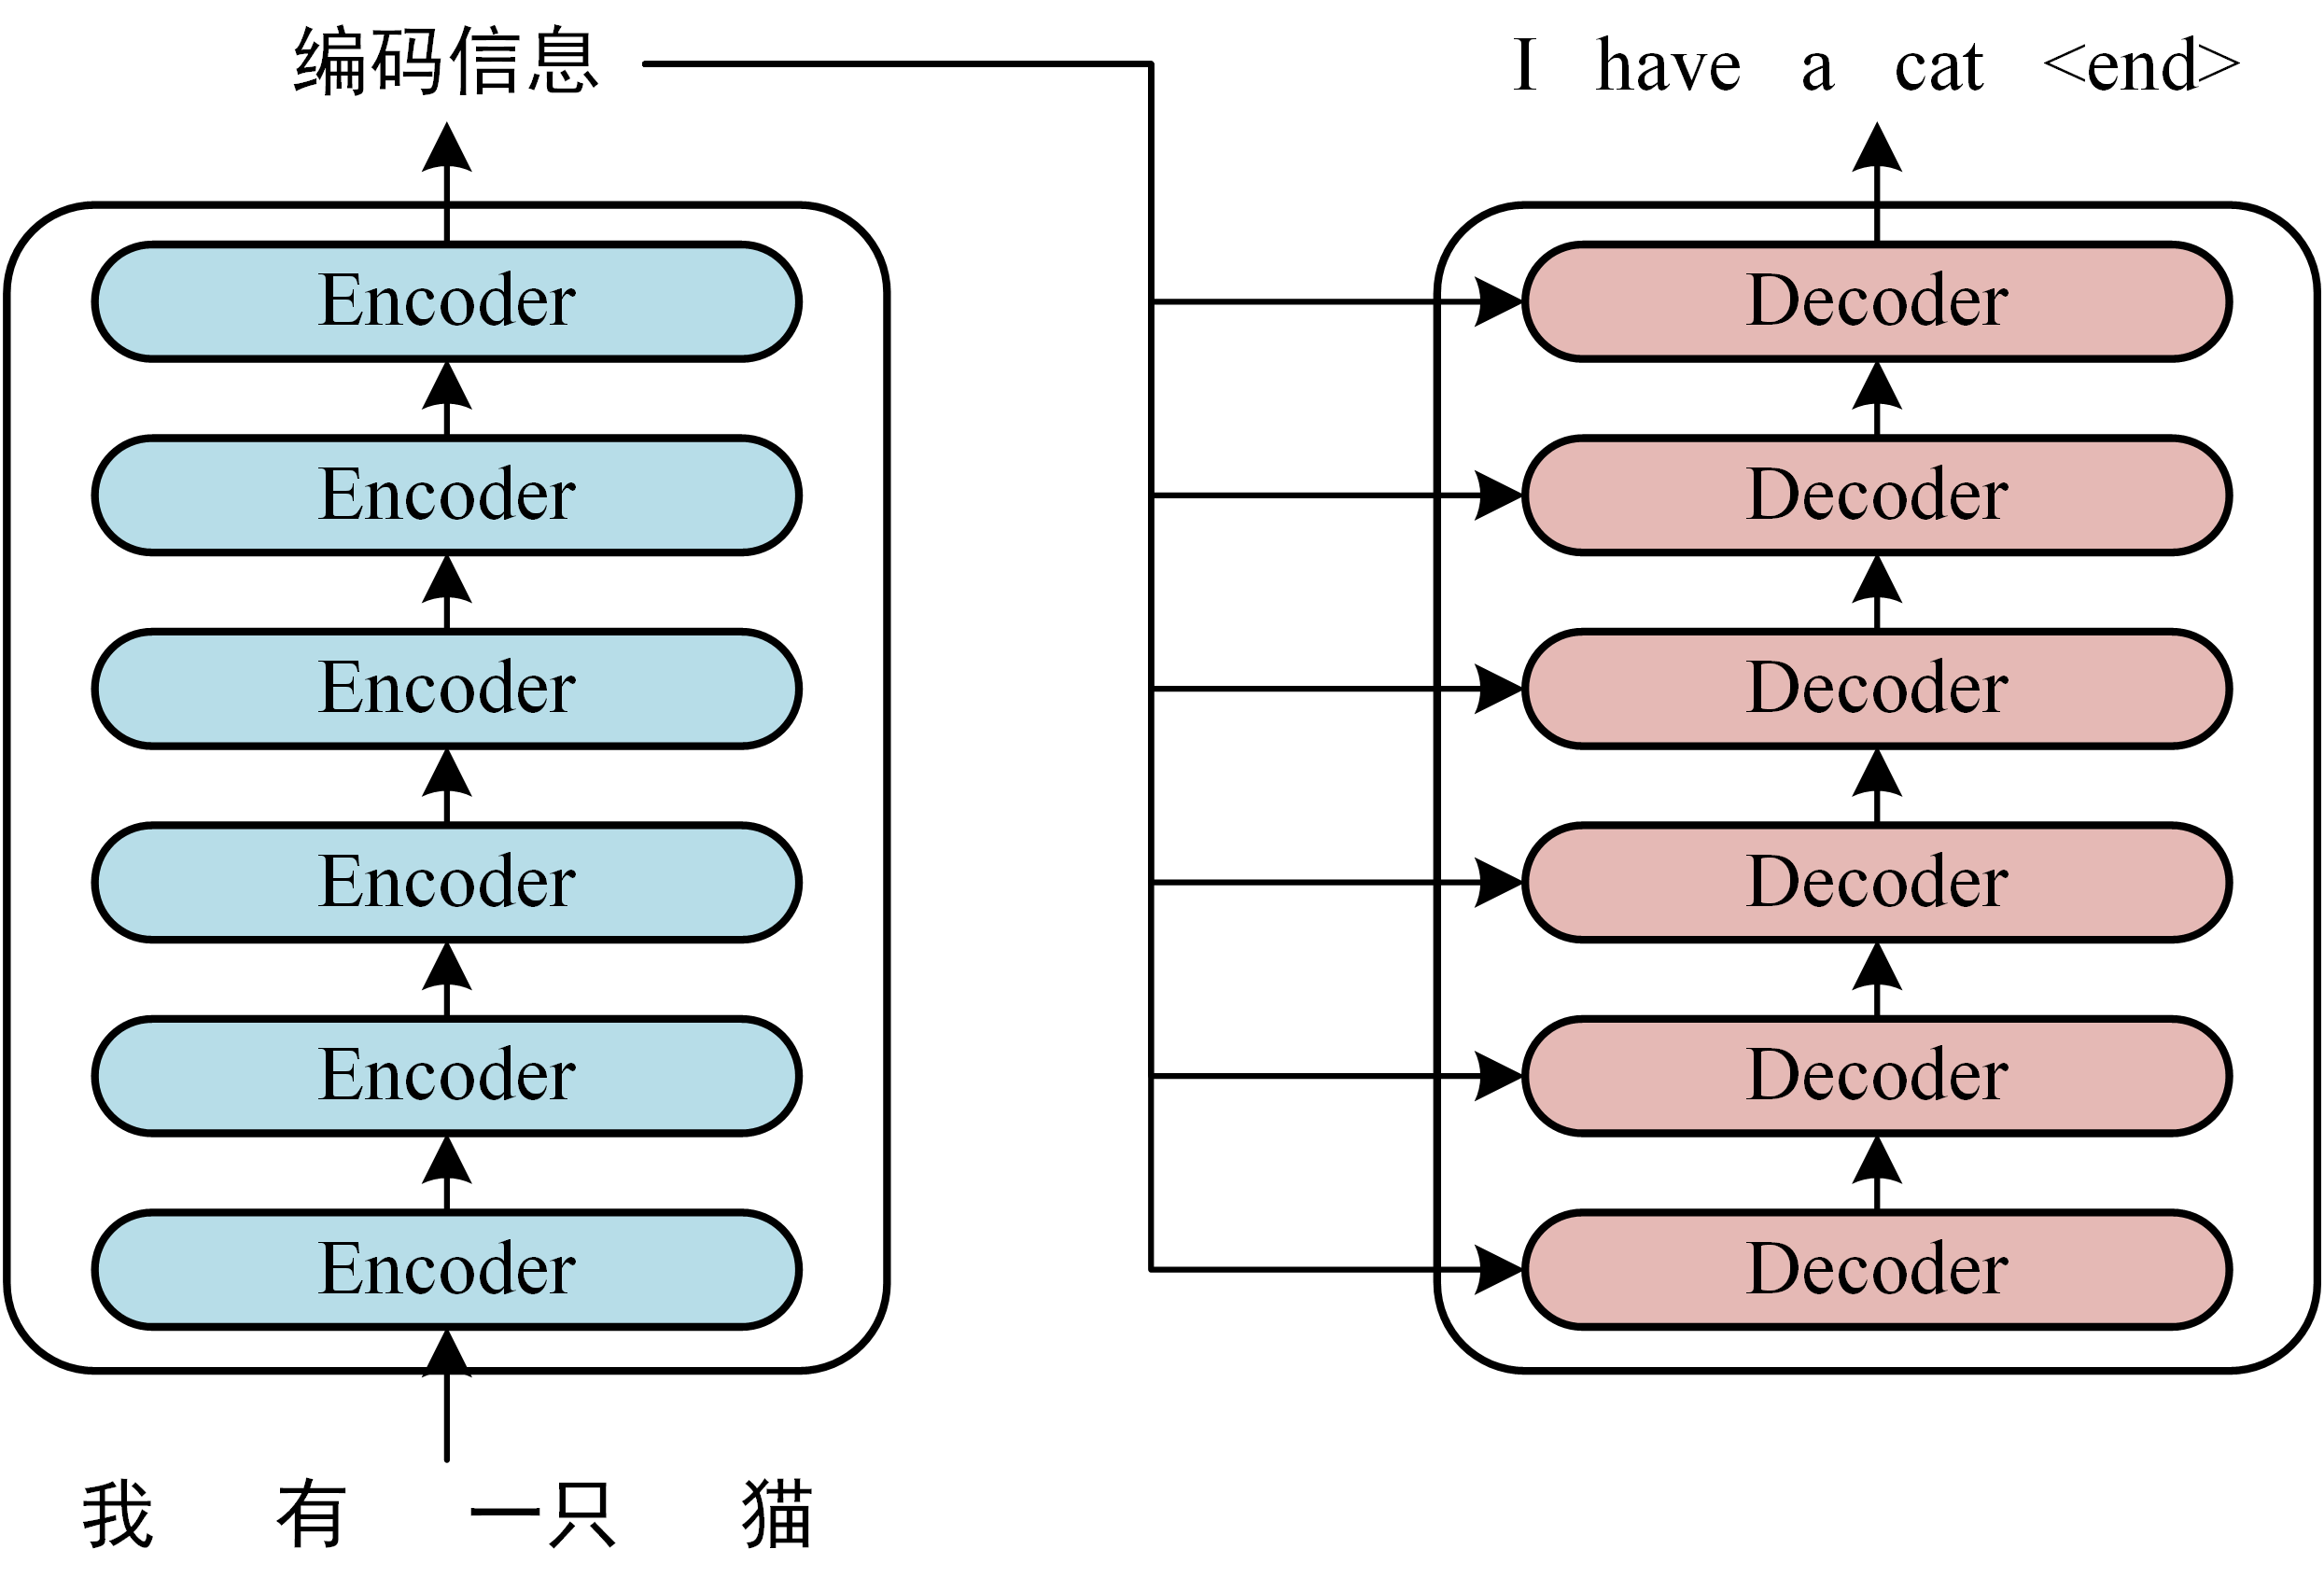 编码信息
I have a cat <end>
Encoder
Encoder
Encoder
Encoder
Encoder
Encoder
Decoder
Decoder
Decoder
Decoder
Decoder
Decoder
我 有 一只 猫